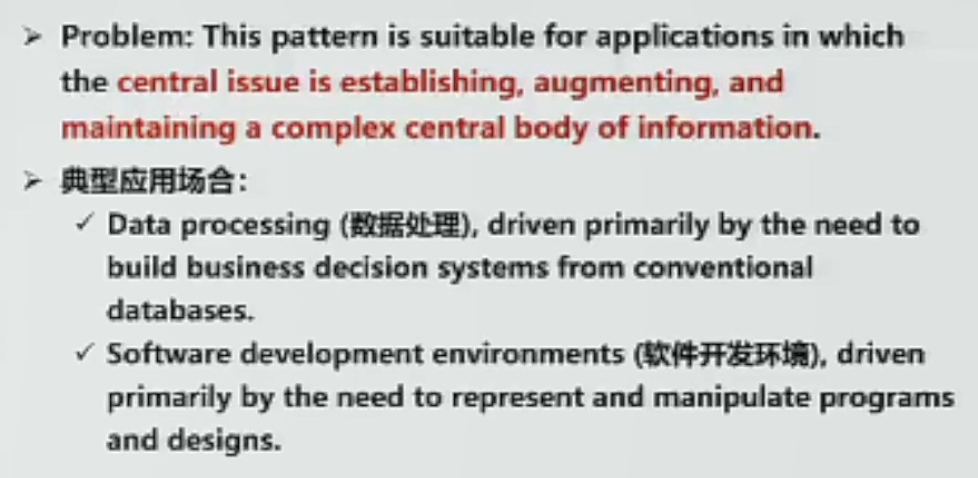 ➢ Problem: This pattern is suitable for applications in which
the central issue is establishing, augmenting, and
maintaining a complex central body of information.
➢ 典型应用场合：
✓ Data processing (数据处理), driven primarily by the need to
build business decision systems from conventional
databases.
✓ Software development environments (软件开发环境), driven
primarily by the need to represent and manipulate programs
and designs.